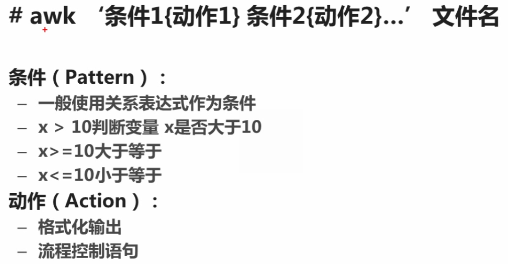 # awk ‘条件1{动作1} 条件2{动作2}…’ 文件名
条件（Pattern）：
– 一般使用关系表达式作为条件
– x > 10判断变量 x是否大于10
– x>=10大于等于
– x<=10小于等于
动作（Action）：
– 格式化输出
– 流程控制语句